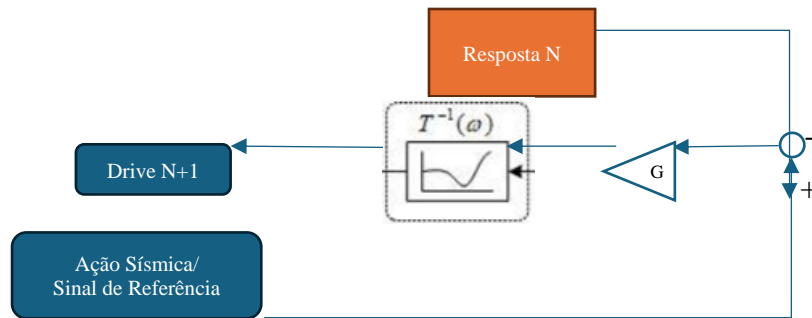 Resposta N
T⁻¹(ω)
-
Drive N+1
G
+
Ação Sísmica/
Sinal de Referência